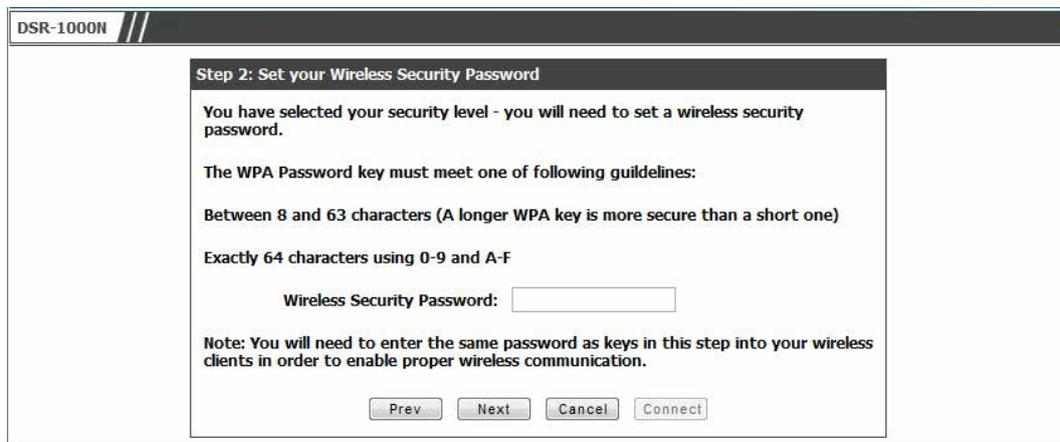 DSR-1000N
Step 2: Set your Wireless Security Password
You have selected your security level - you will need to set a wireless security
password.
The WPA Password key must meet one of following guildelines:
Between 8 and 63 characters (A longer WPA key is more secure than a short one)
Exactly 64 characters using 0-9 and A-F
Wireless Security Password:
Note: You will need to enter the same password as keys in this step into your wireless
clients in order to enable proper wireless communication.
Prev Next Cancel Connect